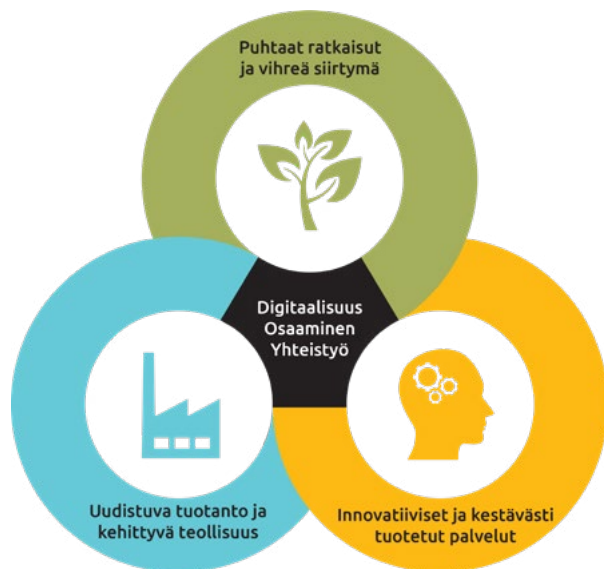 Puhtaat ratkaisut
ja vihreä siirtymä
Digitaalisuus
Osaaminen
Yhteistyö
Uudistuva tuotanto ja
kehittyvä teollisuus
Innovatiiviset ja kestävästi
tuotetut palvelut